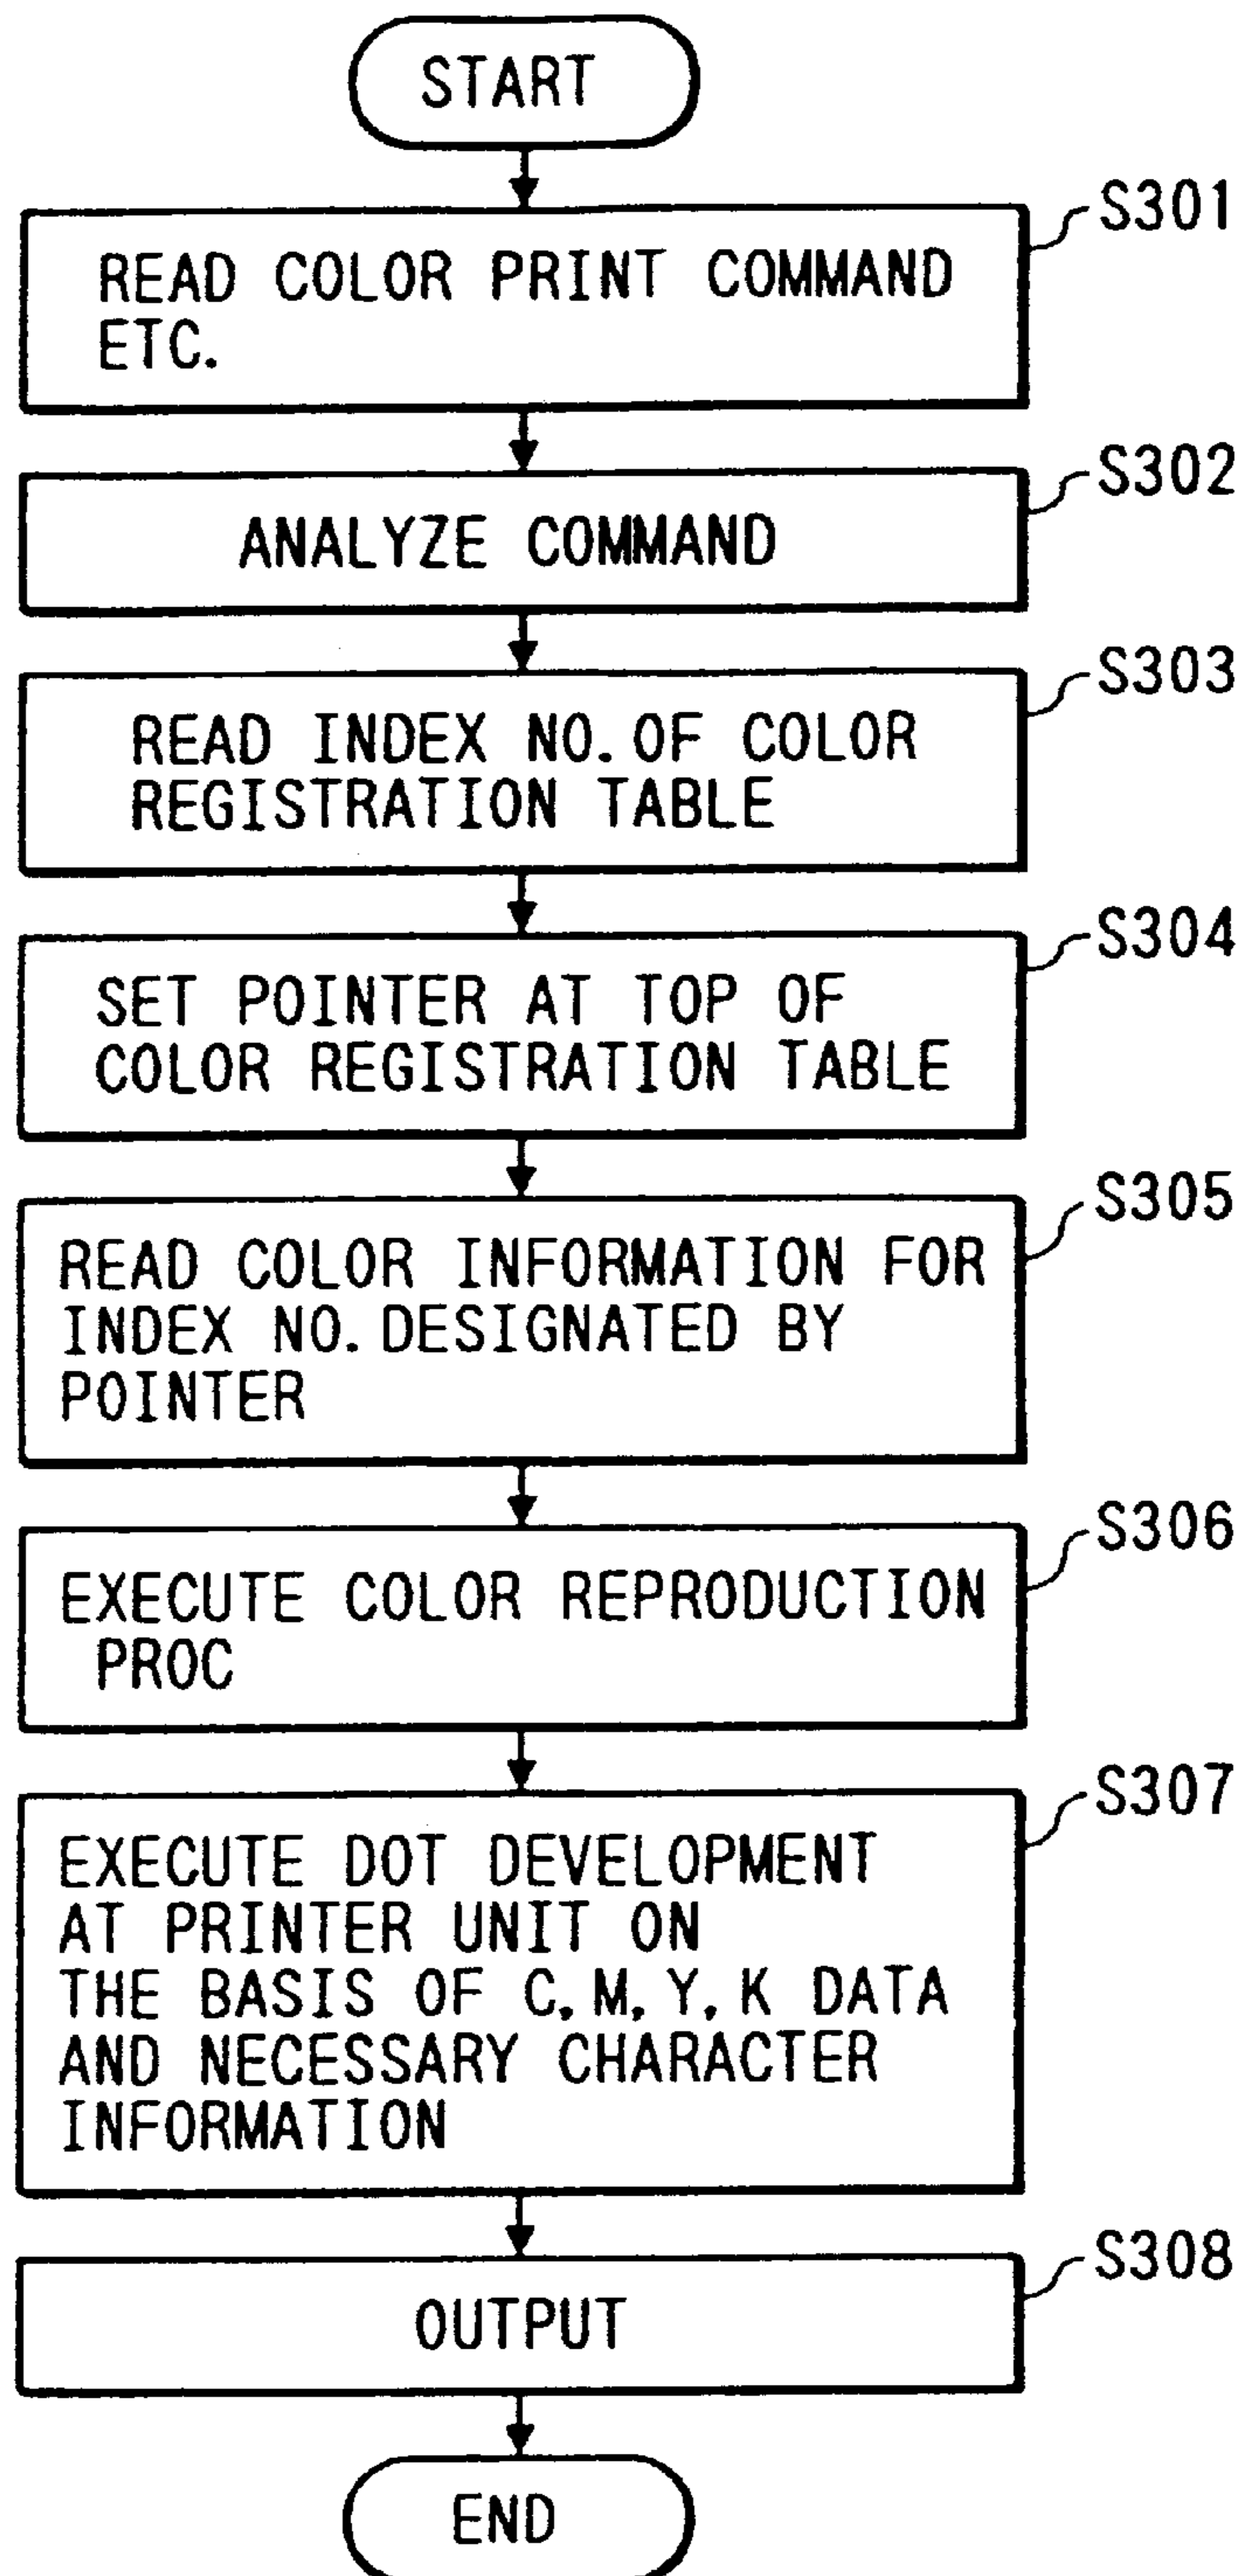 START
S301
READ COLOR PRINT COMMAND
ETC.
S302
ANALYZE COMMAND
S303
READ INDEX NO. OF COLOR
REGISTRATION TABLE
S304
SET POINTER AT TOP OF
COLOR REGISTRATION TABLE
S305
READ COLOR INFORMATION FOR
INDEX NO. DESIGNATED BY
POINTER
S306
EXECUTE COLOR REPRODUCTION
PROC
S307
EXECUTE DOT DEVELOPMENT
AT PRINTER UNIT ON
THE BASIS OF C, M, Y, K DATA
AND NECESSARY CHARACTER
INFORMATION
S308
OUTPUT
END